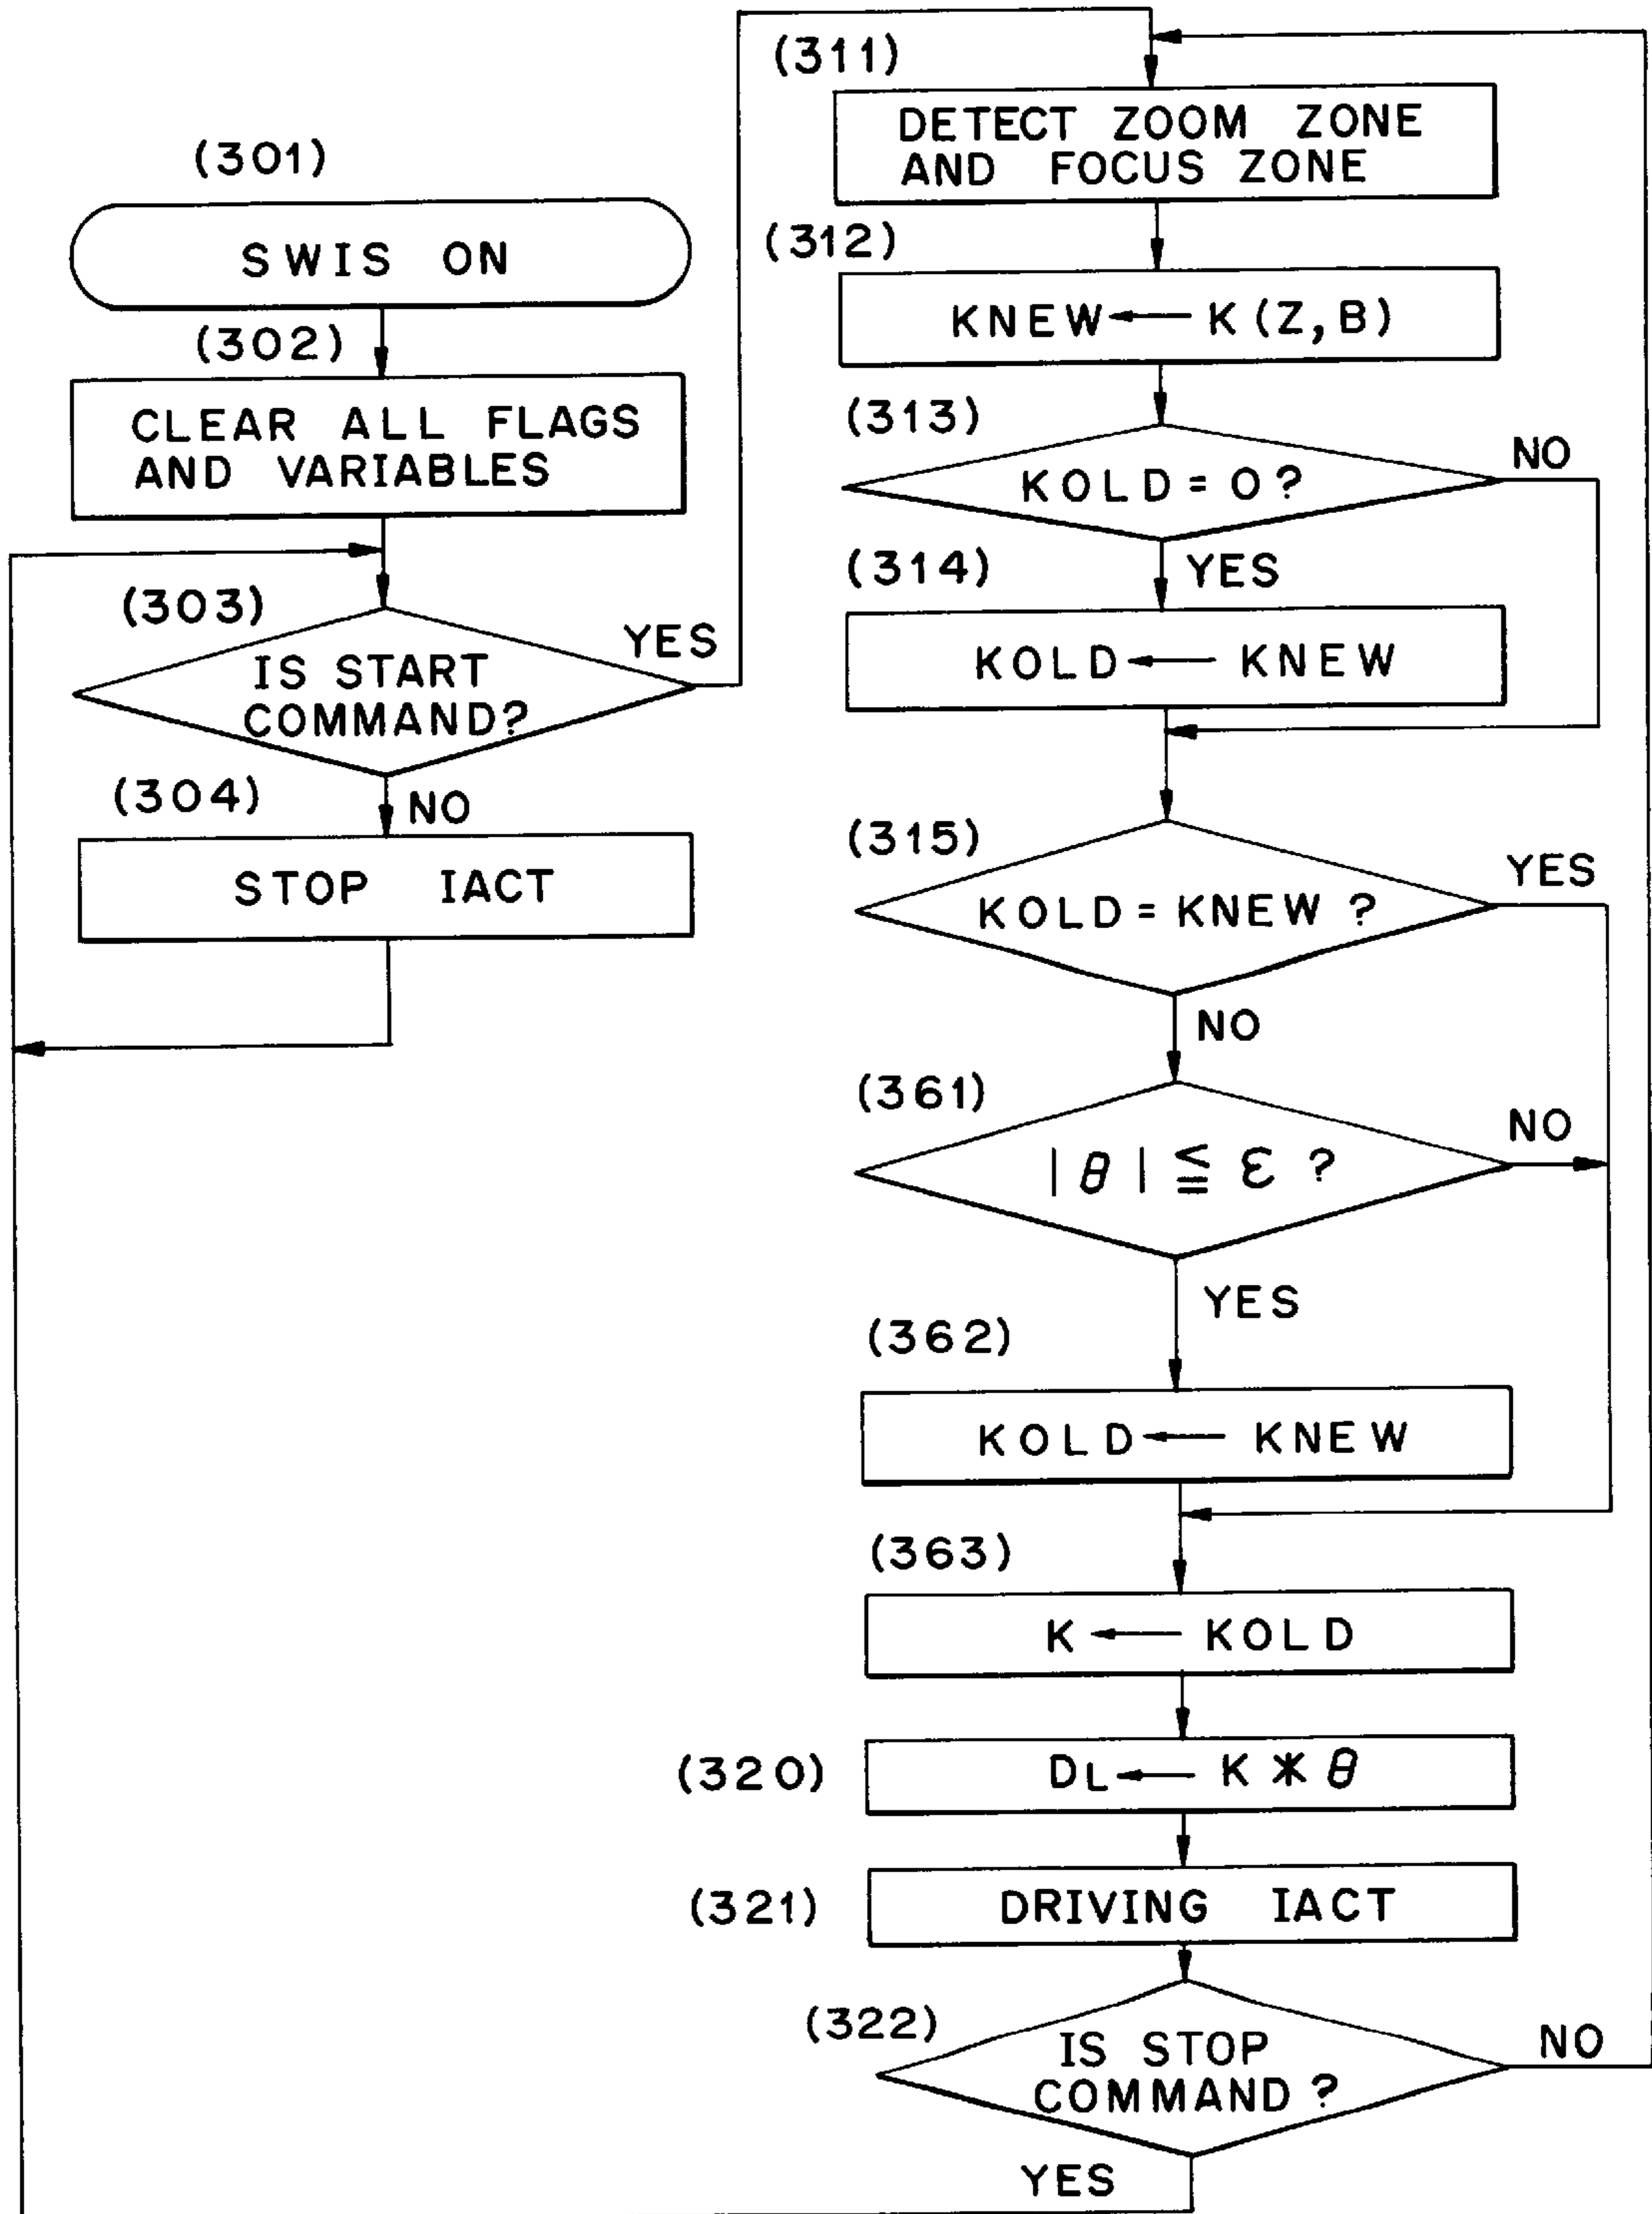 (301)
SWIS ON
(302)
CLEAR ALL FLAGS
AND VARIABLES
(303)
IS START
COMMAND?
YES
(304)
NO
STOP IACT
(311)
DETECT ZOOM ZONE
AND FOCUS ZONE
(312)
KNEW ← K(Z,B)
(313)
KOLD = 0?
NO
(314)
YES
KOLD ← KNEW
(315)
KOLD = KNEW ?
YES
NO
(361)
|θ| ≦ ε ?
NO
YES
(362)
KOLD ← KNEW
(363)
K ← KOLD
(320)
DL ← K * θ
(321)
DRIVING IACT
(322)
IS STOP
COMMAND ?
NO
YES